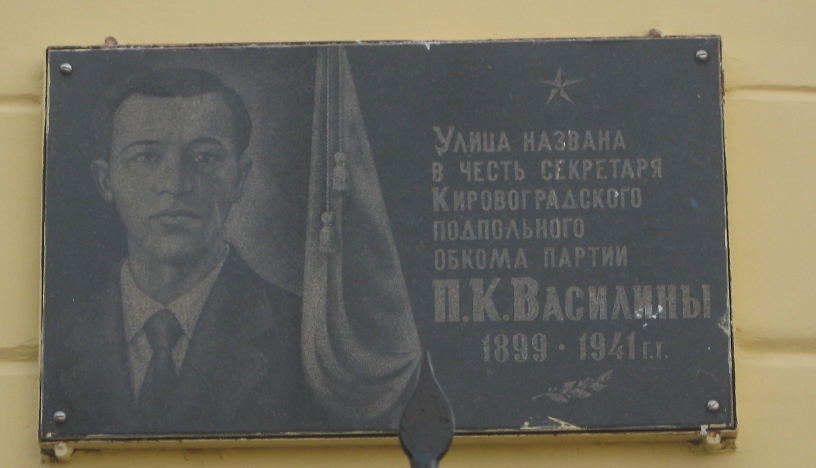 Улица названа
в честь секретаря
Кировоградского
подпольного
обкома партии
П.К.Василины
1899 · 1941 г.г.